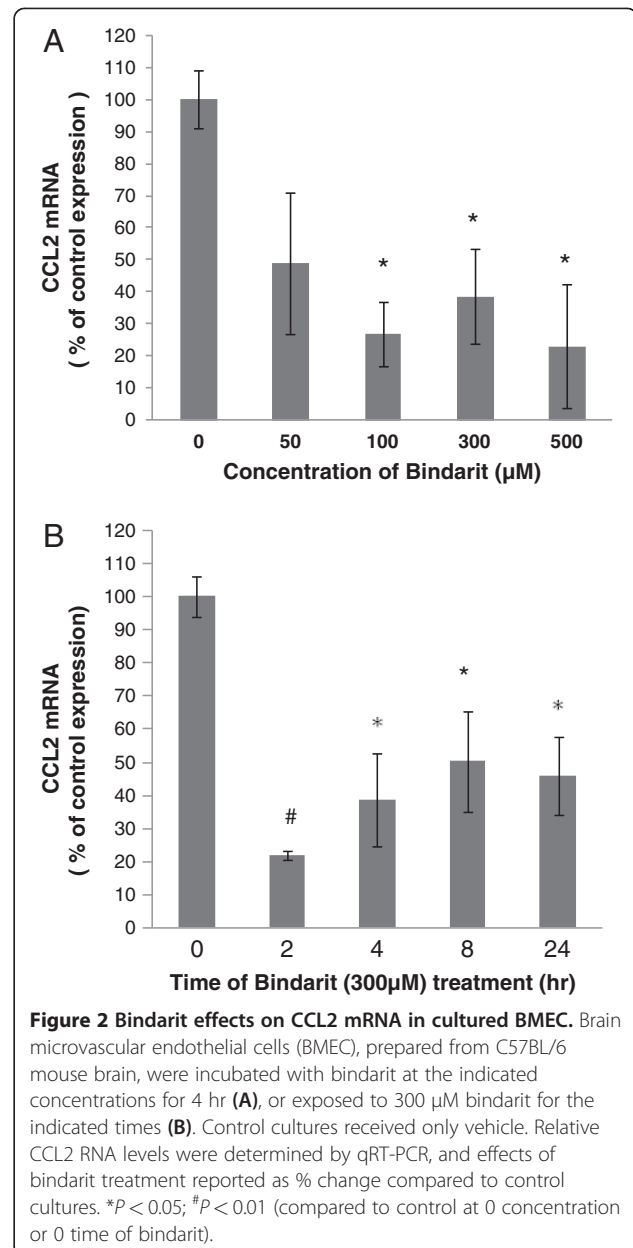 A
120
110
100
90
80
70
60
50
40
30
20
10
0
CCL2 mRNA
( % of control expression )
*
*
*
0 50 100 300 500
Concentration of Bindarit (µM)
B
120
110
100
90
80
70
60
50
40
30
20
10
0
CCL2 mRNA
( % of control expression)
#
*
*
*
0 2 4 8 24
Time of Bindarit (300µM) treatment (hr)
Figure 2 Bindarit effects on CCL2 mRNA in cultured BMEC. Brain
microvascular endothelial cells (BMEC), prepared from C57BL/6
mouse brain, were incubated with bindarit at the indicated
concentrations for 4 hr (A), or exposed to 300 µM bindarit for the
indicated times (B). Control cultures received only vehicle. Relative
CCL2 RNA levels were determined by qRT-PCR, and effects of
bindarit treatment reported as % change compared to control
cultures. *P < 0.05; #P < 0.01 (compared to control at 0 concentration
or 0 time of bindarit).